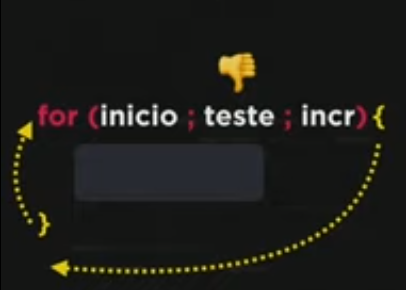 for (inicio ; teste ; incr) {
}